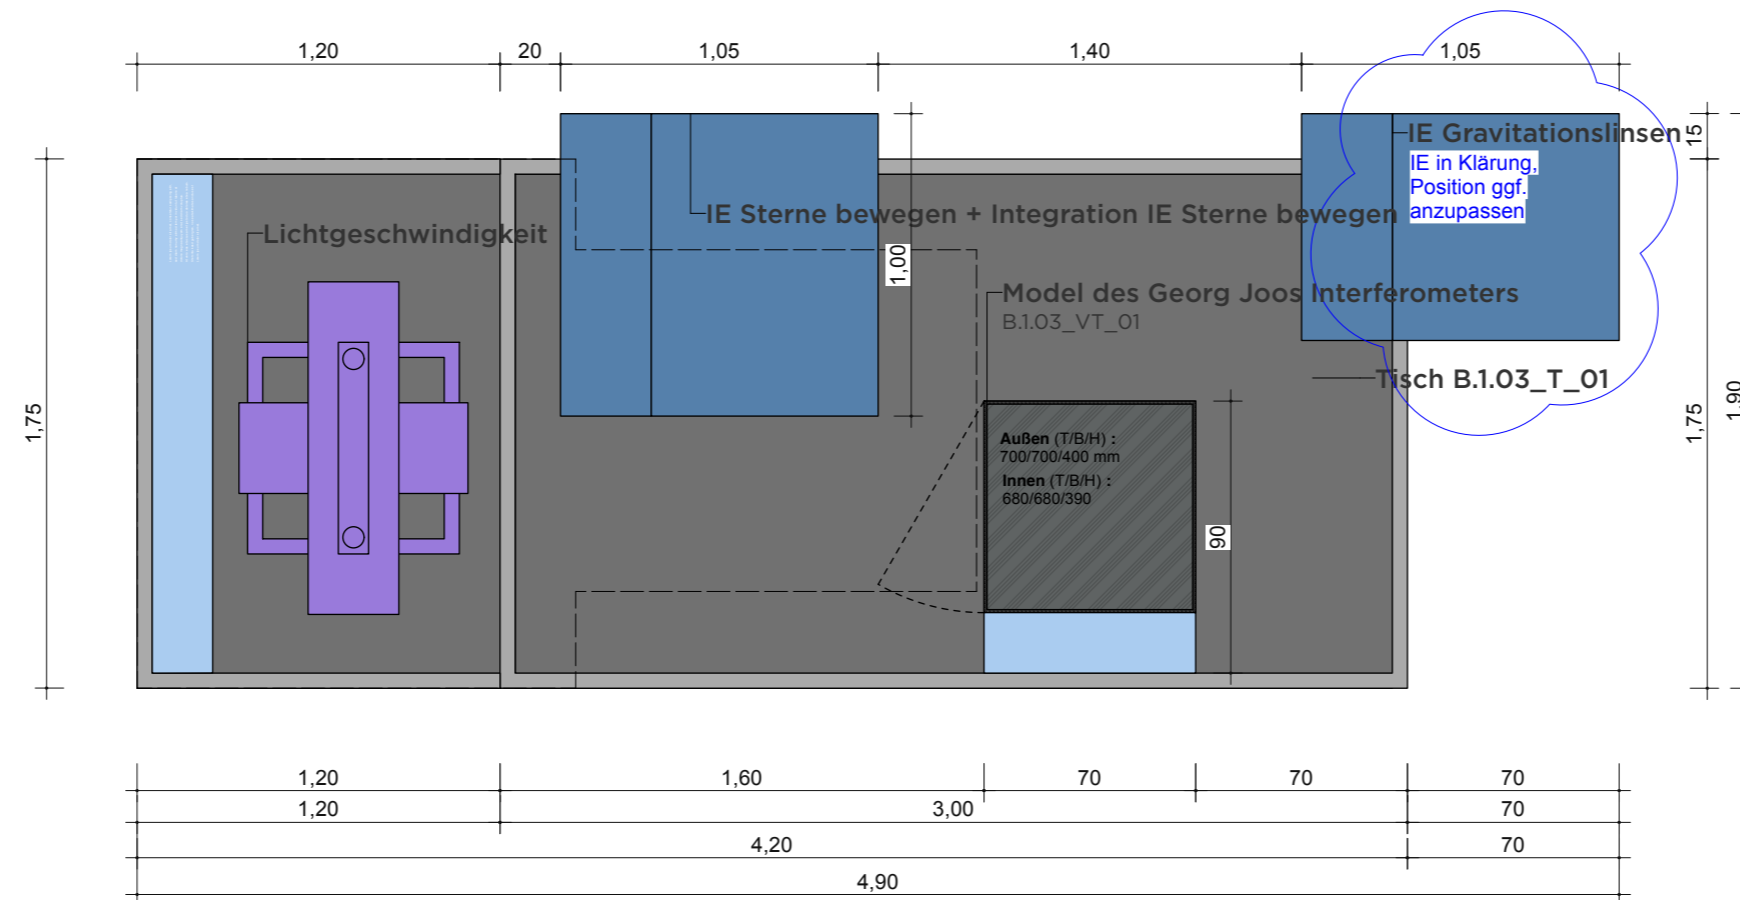 1,20
20
1,05
1,40
1,05
15
IE Gravitationslinsen
IE in Klärung,
Position ggf.
anzupassen
IE Sterne bewegen + Integration IE Sterne bewegen
Lichtgeschwindigkeit
1,00
Model des Georg Joos Interferometers
B.1.03_VT_01
Tisch B.1.03_T_01
1,75
1,75
1,90
Außen (T/B/H) :
700/700/400 mm
Innen (T/B/H) :
680/680/390
90
1,20
1,60
70
70
70
1,20
3,00
70
4,20
70
4,90